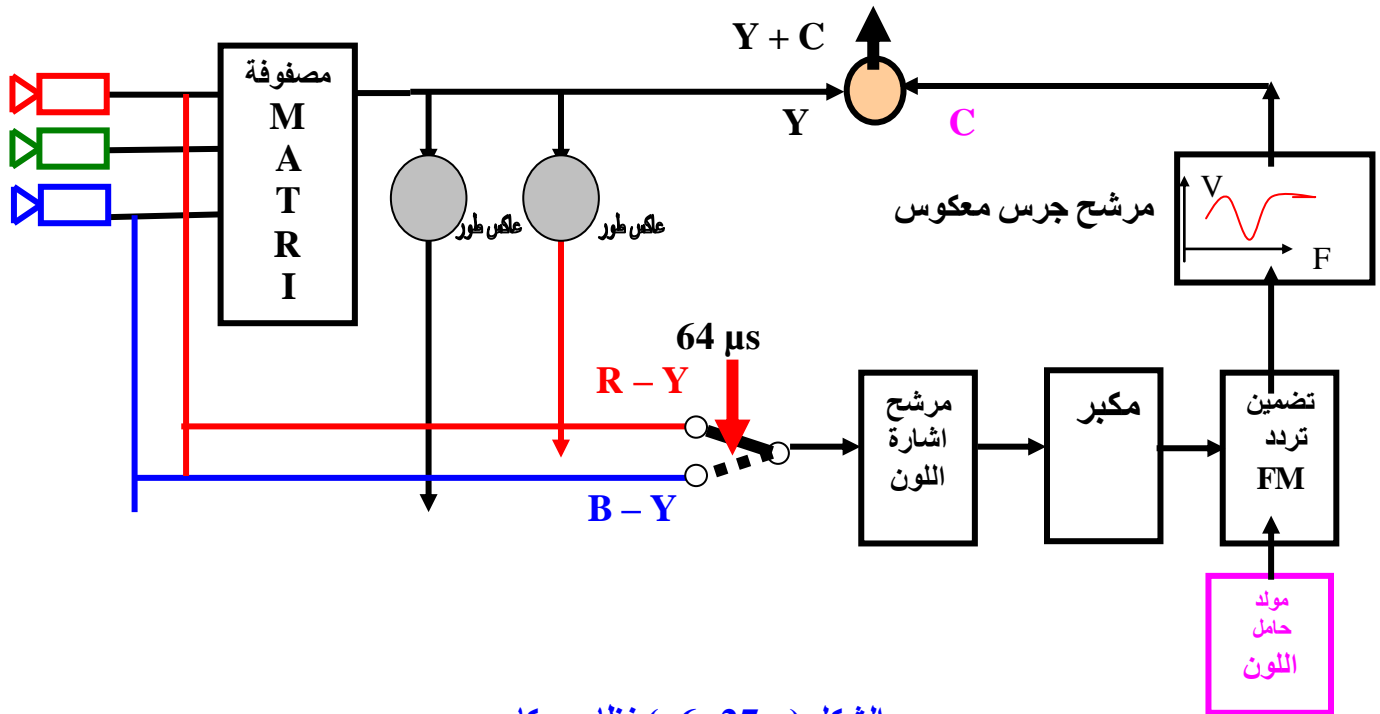 Y + C
مصفوفة
M
A
T
R
I
Y
C
V
F
مرشح جرس معكوس
عاكس طور
عاكس طور
64 µs
R – Y
B – Y
مرشح
اشارة
اللون
مكبر
تضمين
تردد
FM
مولد
حامل
اللون